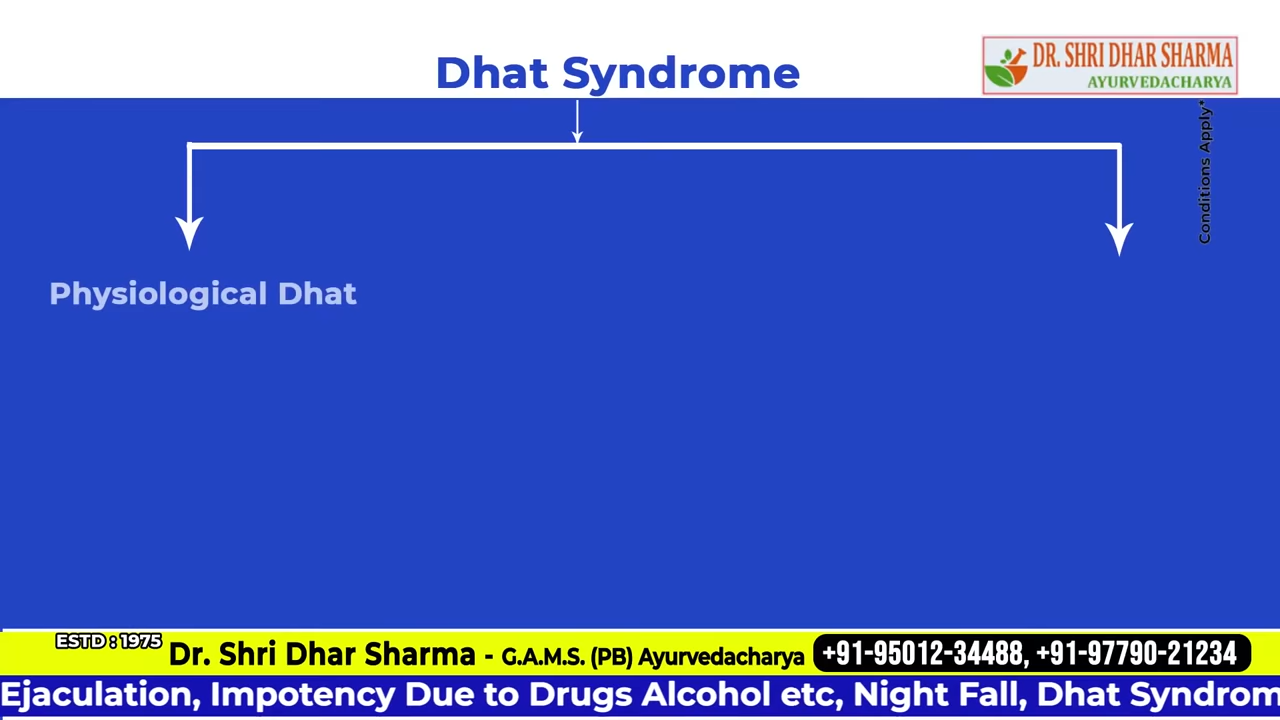 Dhat Syndrome
DR. SHRI DHAR SHARMA
AYURVEDACHARYA
Conditions Apply*
Physiological Dhat
ESTD : 1975
Dr. Shri Dhar Sharma - G.A.M.S. (PB) Ayurvedacharya
+91-95012-34488, +91-97790-21234
Ejaculation, Impotency Due to Drugs Alcohol etc, Night Fall, Dhat Syndrom